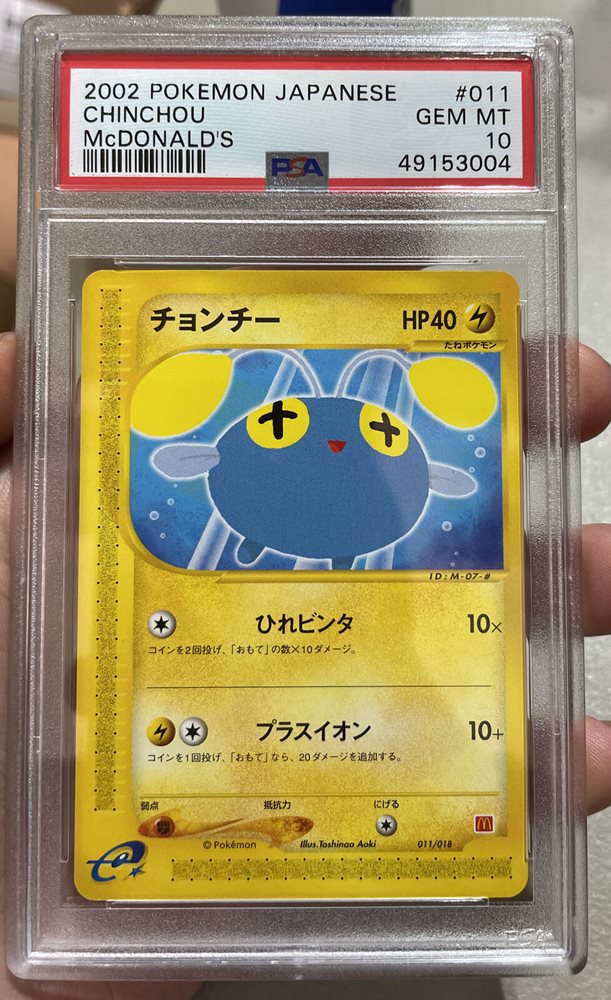 2002 POKEMON JAPANESE #011
CHINCHOU GEM MT
McDONALD'S 10
PSA 49153004
チョンチー HP40
たねポケモン
ID:M-07-#
ひれビンタ 10×
コインを2回投げ、「おもて」の数×10ダメージ。
プラスイオン 10+
コインを1回投げ、「おもて」なら、20ダメージを追加する。
弱点 抵抗力 にげる
©Pokémon Illus.Toshinao Aoki 011/018
e